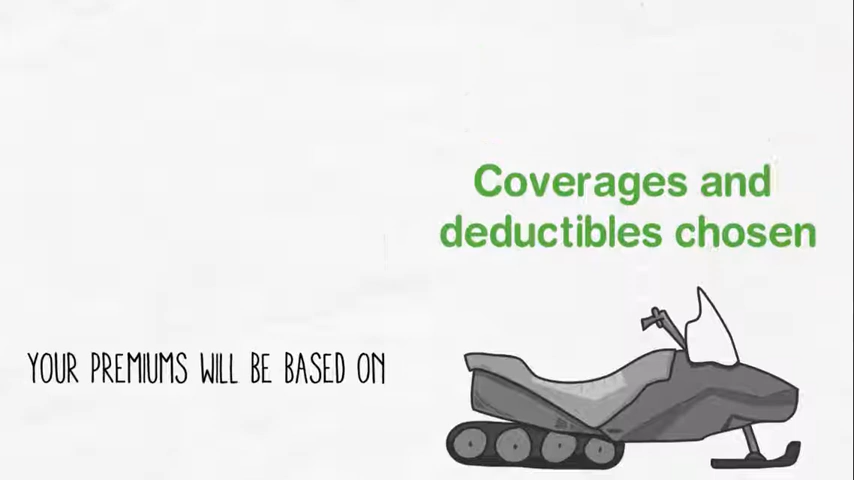 Coverages and
deductibles chosen
YOUR PREMIUMS WILL BE BASED ON